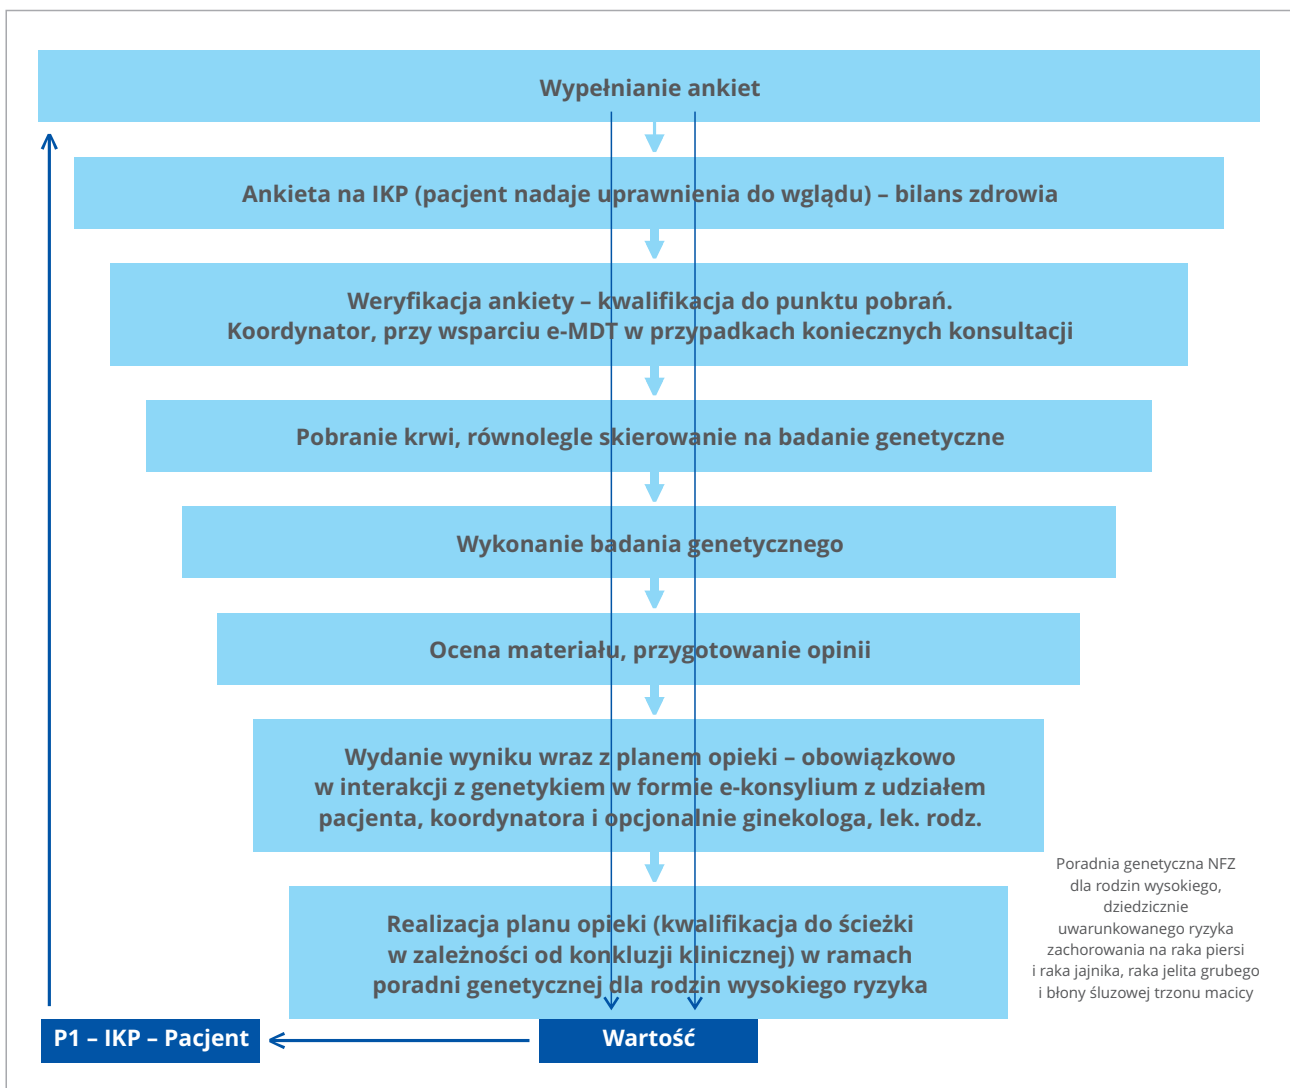 Wypełnianie ankiet
Ankieta na IKP (pacjent nadaje uprawnienia do wglądu) – bilans zdrowia
Weryfikacja ankiety – kwalifikacja do punktu pobrań.
Koordynator, przy wsparciu e-MDT w przypadkach koniecznych konsultacji
Pobranie krwi, równolegle skierowanie na badanie genetyczne
Wykonanie badania genetycznego
Ocena materiału, przygotowanie opinii
Wydanie wyniku wraz z planem opieki – obowiązkowo
w interakcji z genetykiem w formie e-konsylium z udziałem
pacjenta, koordynatora i opcjonalnie ginekologa, lek. rodz.
Realizacja planu opieki (kwalifikacja do ścieżki
w zależności od konkluzji klinicznej) w ramach
poradni genetycznej dla rodzin wysokiego ryzyka
Poradnia genetyczna NFZ
dla rodzin wysokiego,
dziedzicznie
uwarunkowanego ryzyka
zachorowania na raka piersi
i raka jajnika, raka jelita grubego
i błony śluzowej trzonu macicy
P1 – IKP – Pacjent
Wartość